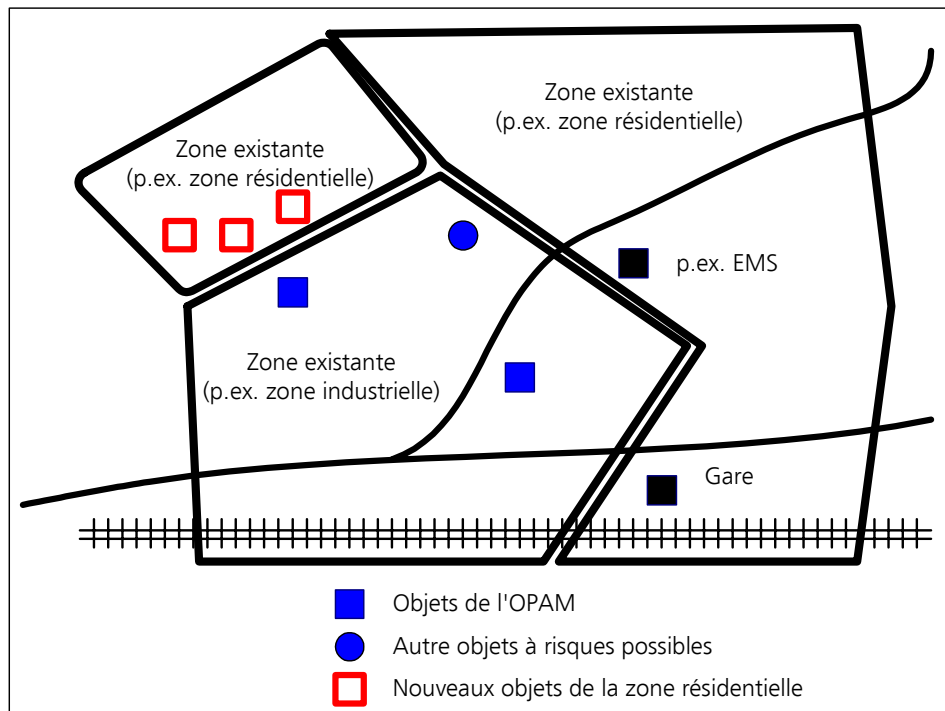 Zone existante
(p.ex. zone résidentielle)
Zone existante
(p.ex. zone résidentielle)
p.ex. EMS
Zone existante
(p.ex. zone industrielle)
Gare
Objets de l'OPAM
Autre objets à risques possibles
Nouveaux objets de la zone résidentielle